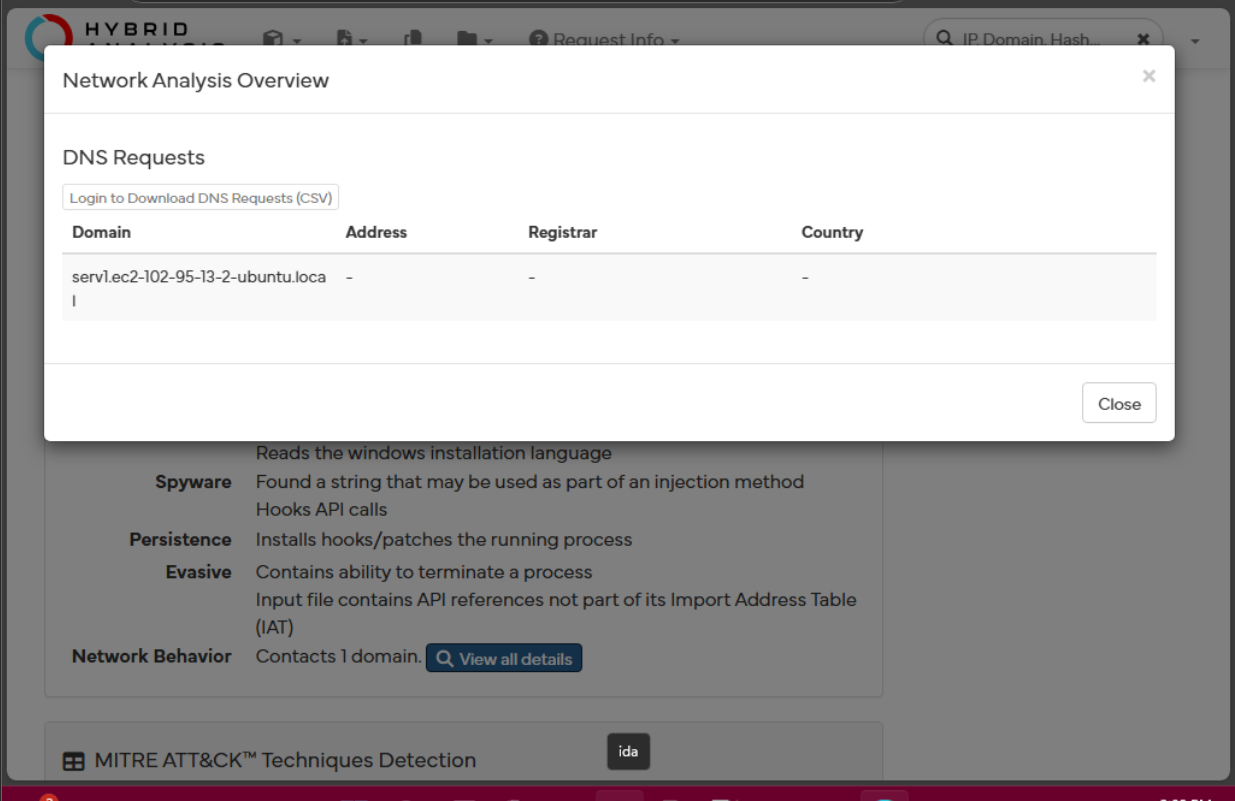 HYBRID
Request Info
IP, Domain, Hash...
Network Analysis Overview
×
DNS Requests
Login to Download DNS Requests (CSV)
Domain Address Registrar Country
serv1.ec2-102-95-13-2-ubuntu.loca - - -
l
Close
Reads the windows installation language
Spyware Found a string that may be used as part of an injection method
Hooks API calls
Persistence Installs hooks/patches the running process
Evasive Contains ability to terminate a process
Input file contains API references not part of its Import Address Table
(IAT)
Network Behavior Contacts 1 domain. View all details
MITRE ATT&CK™ Techniques Detection
ida